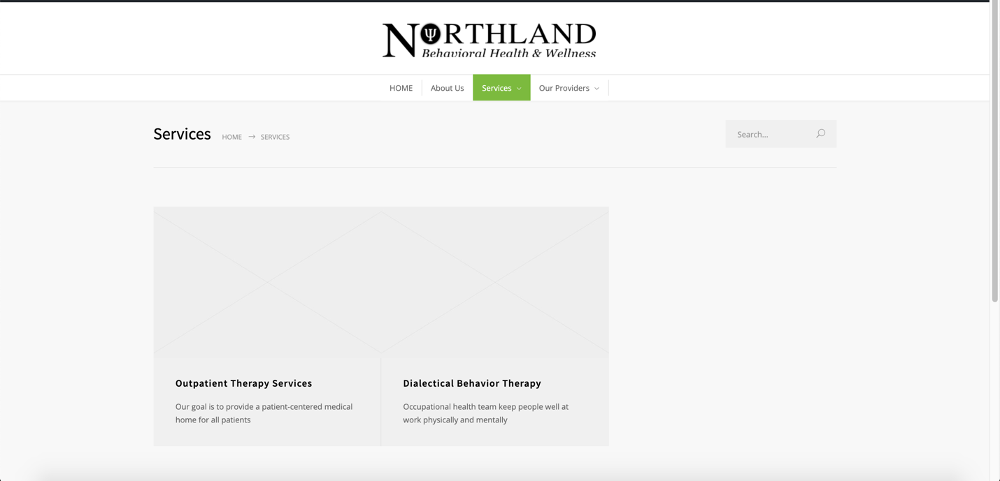 NΨRTHLAND
Behavioral Health & Wellness
HOME
About Us
Services
Our Providers
Services
HOME → SERVICES
Search...
Outpatient Therapy Services
Our goal is to provide a patient-centered medical
home for all patients
Dialectical Behavior Therapy
Occupational health team keep people well at
work physically and mentally